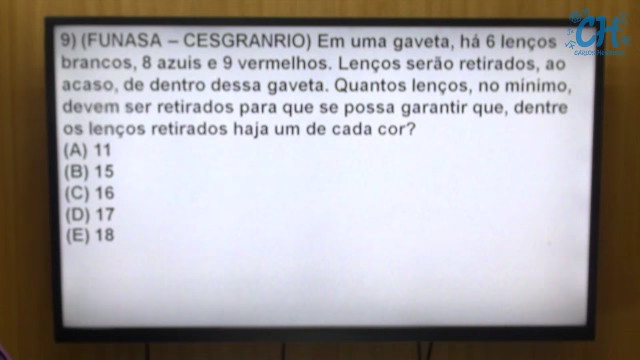 9) (FUNASA – CESGRANRIO) Em uma gaveta, há 6 lenços
brancos, 8 azuis e 9 vermelhos. Lenços serão retirados, ao
acaso, de dentro dessa gaveta. Quantos lenços, no mínimo,
devem ser retirados para que se possa garantir que, dentre
os lenços retirados haja um de cada cor?
(A) 11
(B) 15
(C) 16
(D) 17
(E) 18
CH